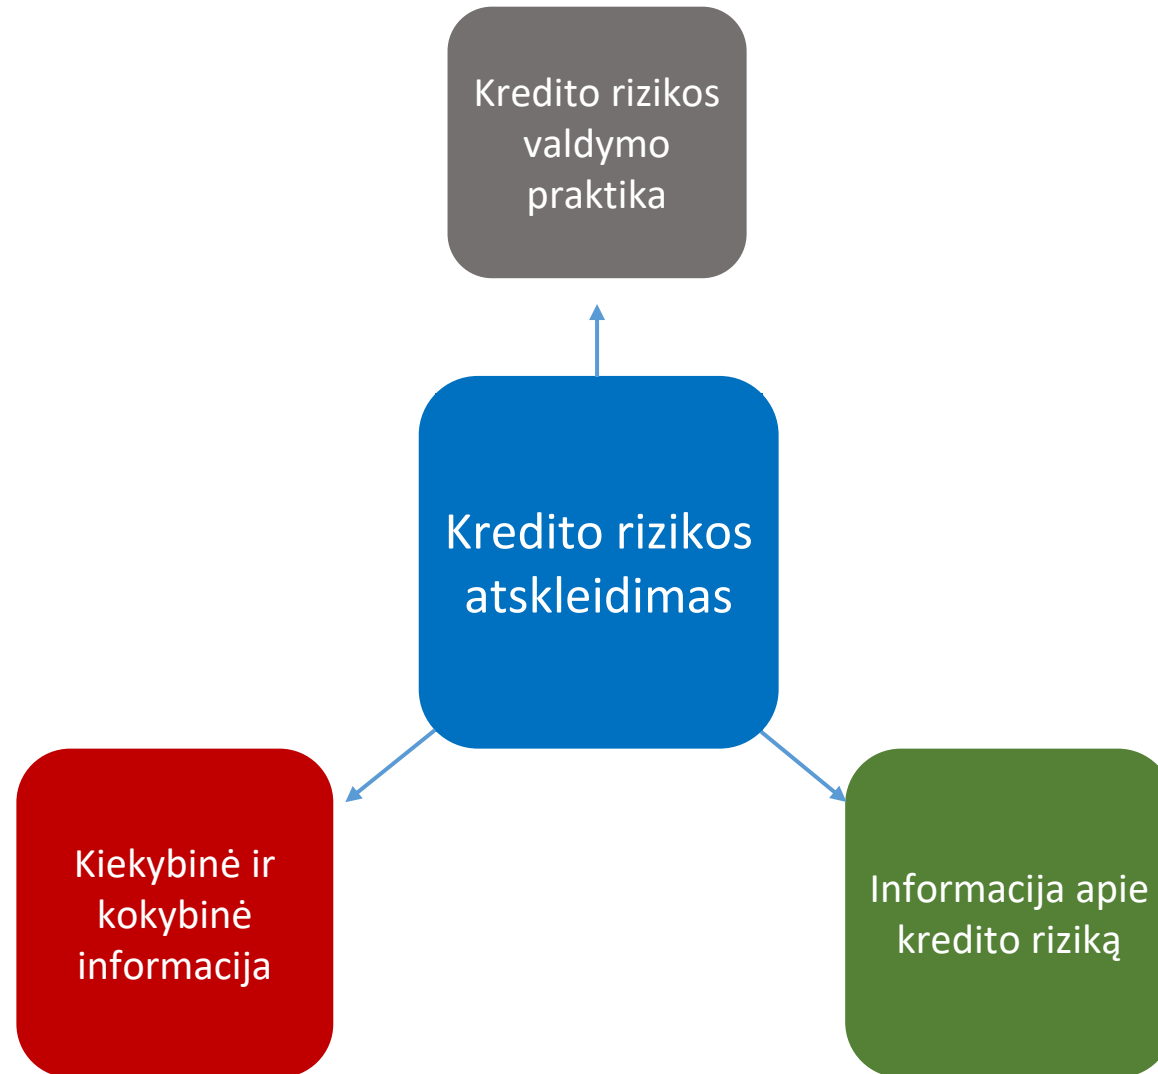 Kredito rizikos
valdymo
praktika
Kredito rizikos
atskleidimas
Kiekybinė ir
kokybinė
informacija
Informacija apie
kredito riziką